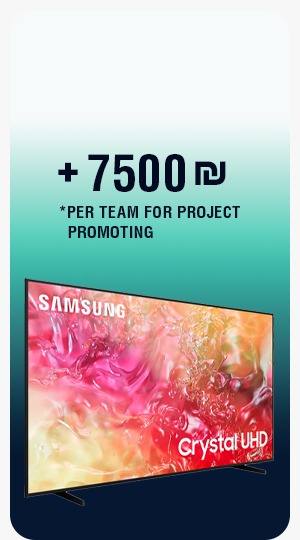 + 7500 ₪
*PER TEAM FOR PROJECT
PROMOTING
SAMSUNG
Crystal UHD